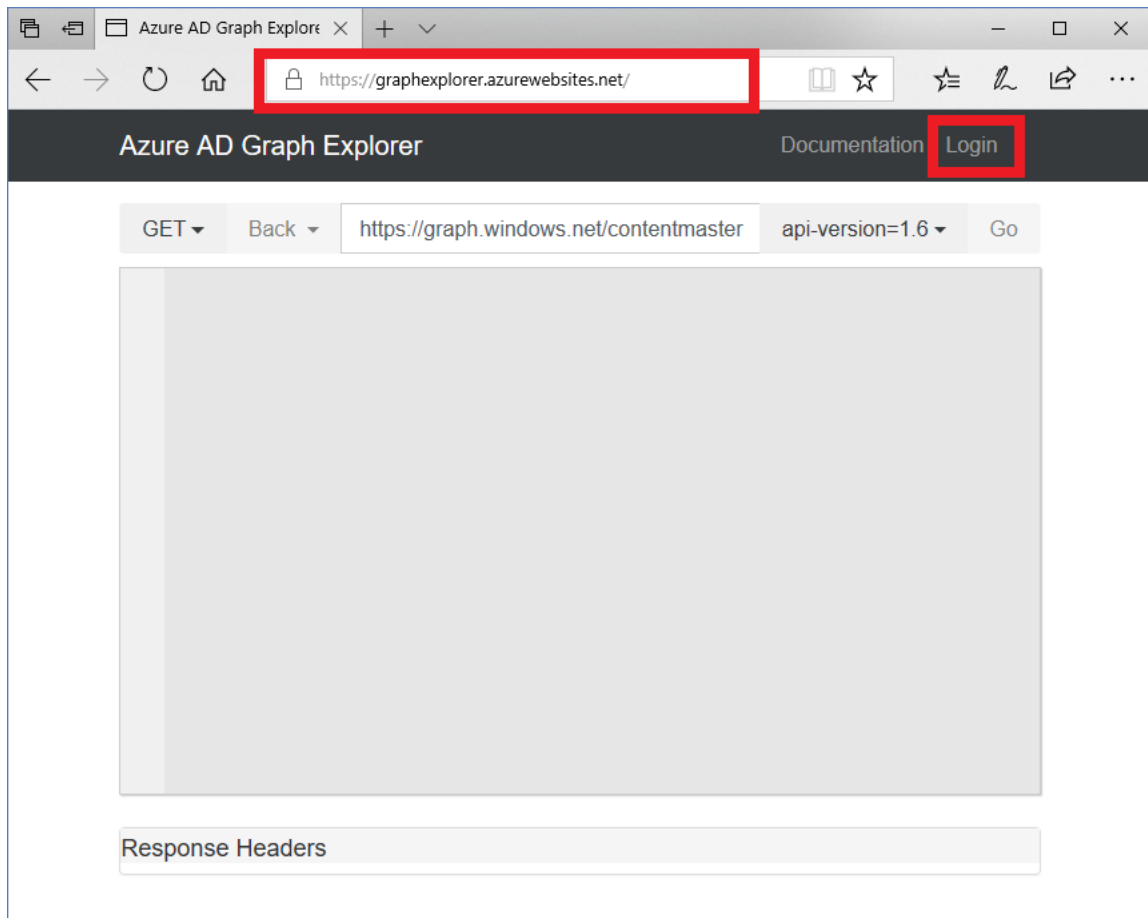 Azure AD Graph Explore
https://graphexplorer.azurewebsites.net/
Azure AD Graph Explorer
Documentation
Login
GET
Back
https://graph.windows.net/contentmaster
api-version=1.6
Go
Response Headers